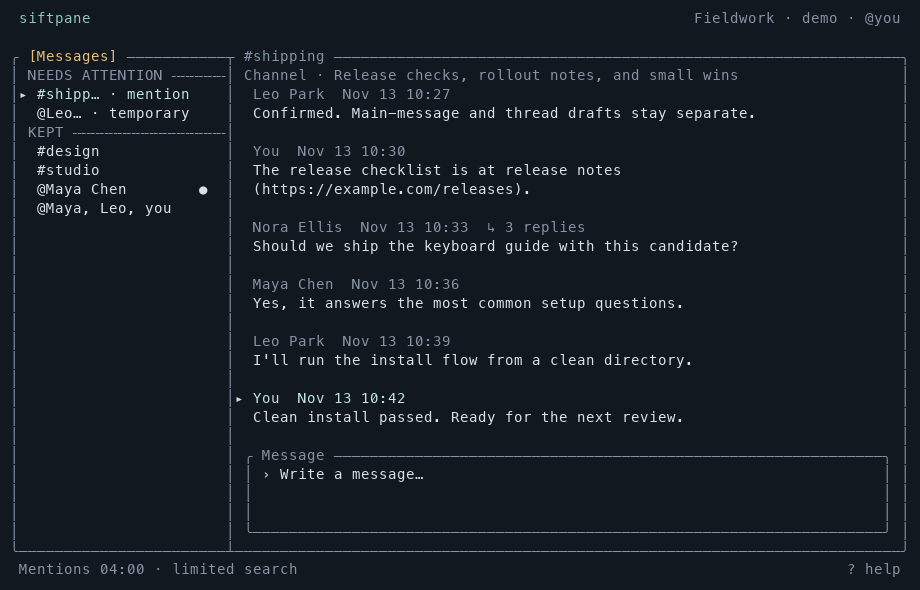 siftpane
Fieldwork · demo · @you
[Messages]
NEEDS ATTENTION
▸ #shipp… · mention
@Leo… · temporary
KEPT
#design
#studio
@Maya Chen ●
@Maya, Leo, you
#shipping
Channel · Release checks, rollout notes, and small wins
Leo Park Nov 13 10:27
Confirmed. Main-message and thread drafts stay separate.
You Nov 13 10:30
The release checklist is at release notes
(https://example.com/releases).
Nora Ellis Nov 13 10:33 ↳ 3 replies
Should we ship the keyboard guide with this candidate?
Maya Chen Nov 13 10:36
Yes, it answers the most common setup questions.
Leo Park Nov 13 10:39
I'll run the install flow from a clean directory.
▸ You Nov 13 10:42
Clean install passed. Ready for the next review.
Message
› Write a message…
Mentions 04:00 · limited search
? help